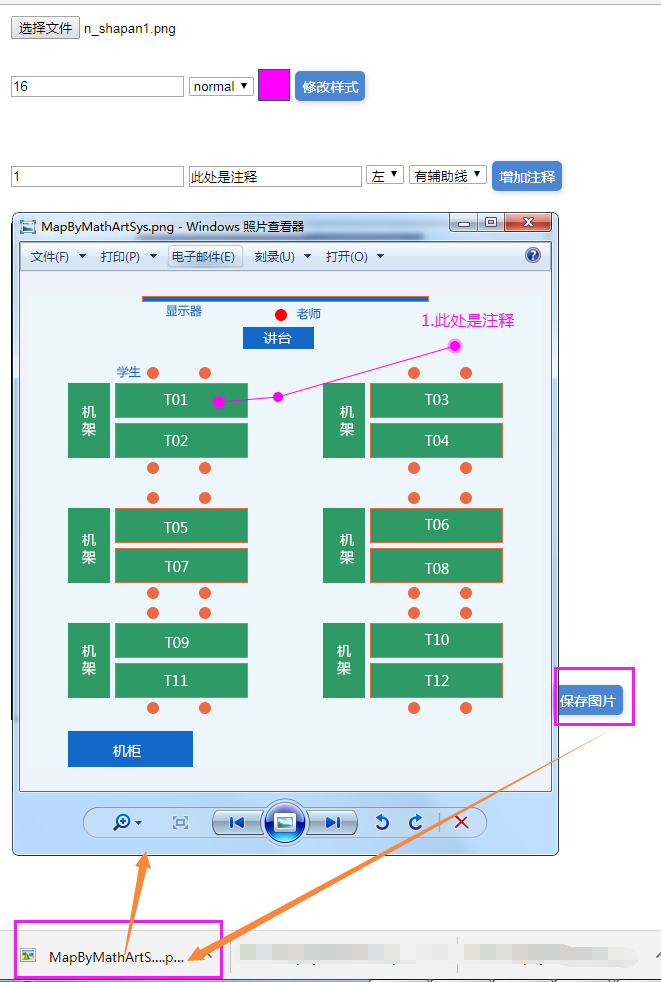 选择文件 n_shapan1.png
16 normal 修改样式
1 此处是注释 左 有辅助线 增加注释
MapByMathArtSys.png - Windows 照片查看器
文件(F) 打印(P) 电子邮件(E) 刻录(U) 打开(O)
显示器 老师
1.此处是注释
讲台
学生
机架 T01 机架 T03
T02 T04
机架 T05 机架 T06
T07 T08
机架 T09 机架 T10
T11 T12
保存图片
机柜
MapByMathArtS....p...